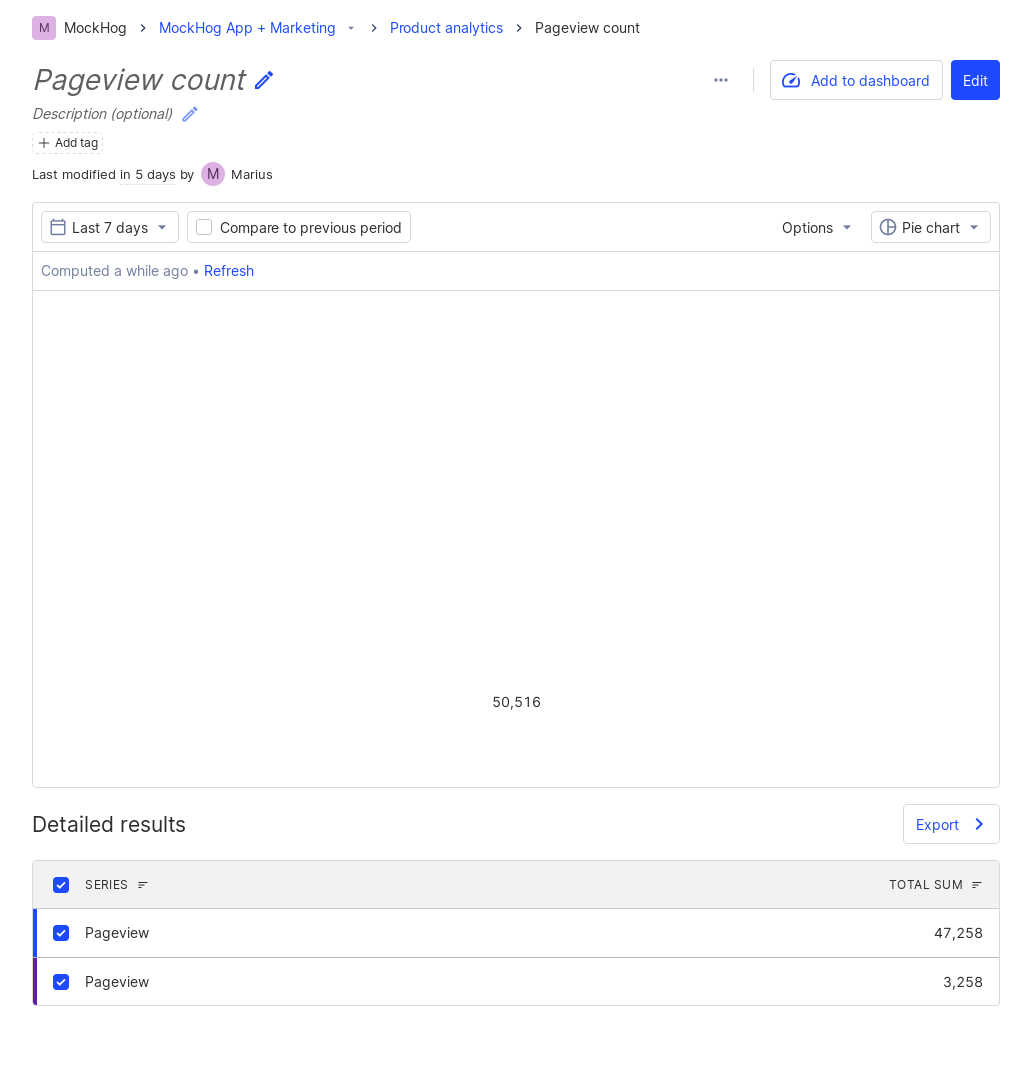 M MockHog MockHog App + Marketing Product analytics Pageview count
Pageview count
Add to dashboard Edit
Description (optional)
Add tag
Last modified in 5 days by M Marius
Last 7 days Compare to previous period Options Pie chart
Computed a while ago • Refresh
50,516
Detailed results Export
SERIES TOTAL SUM
Pageview 47,258
Pageview 3,258